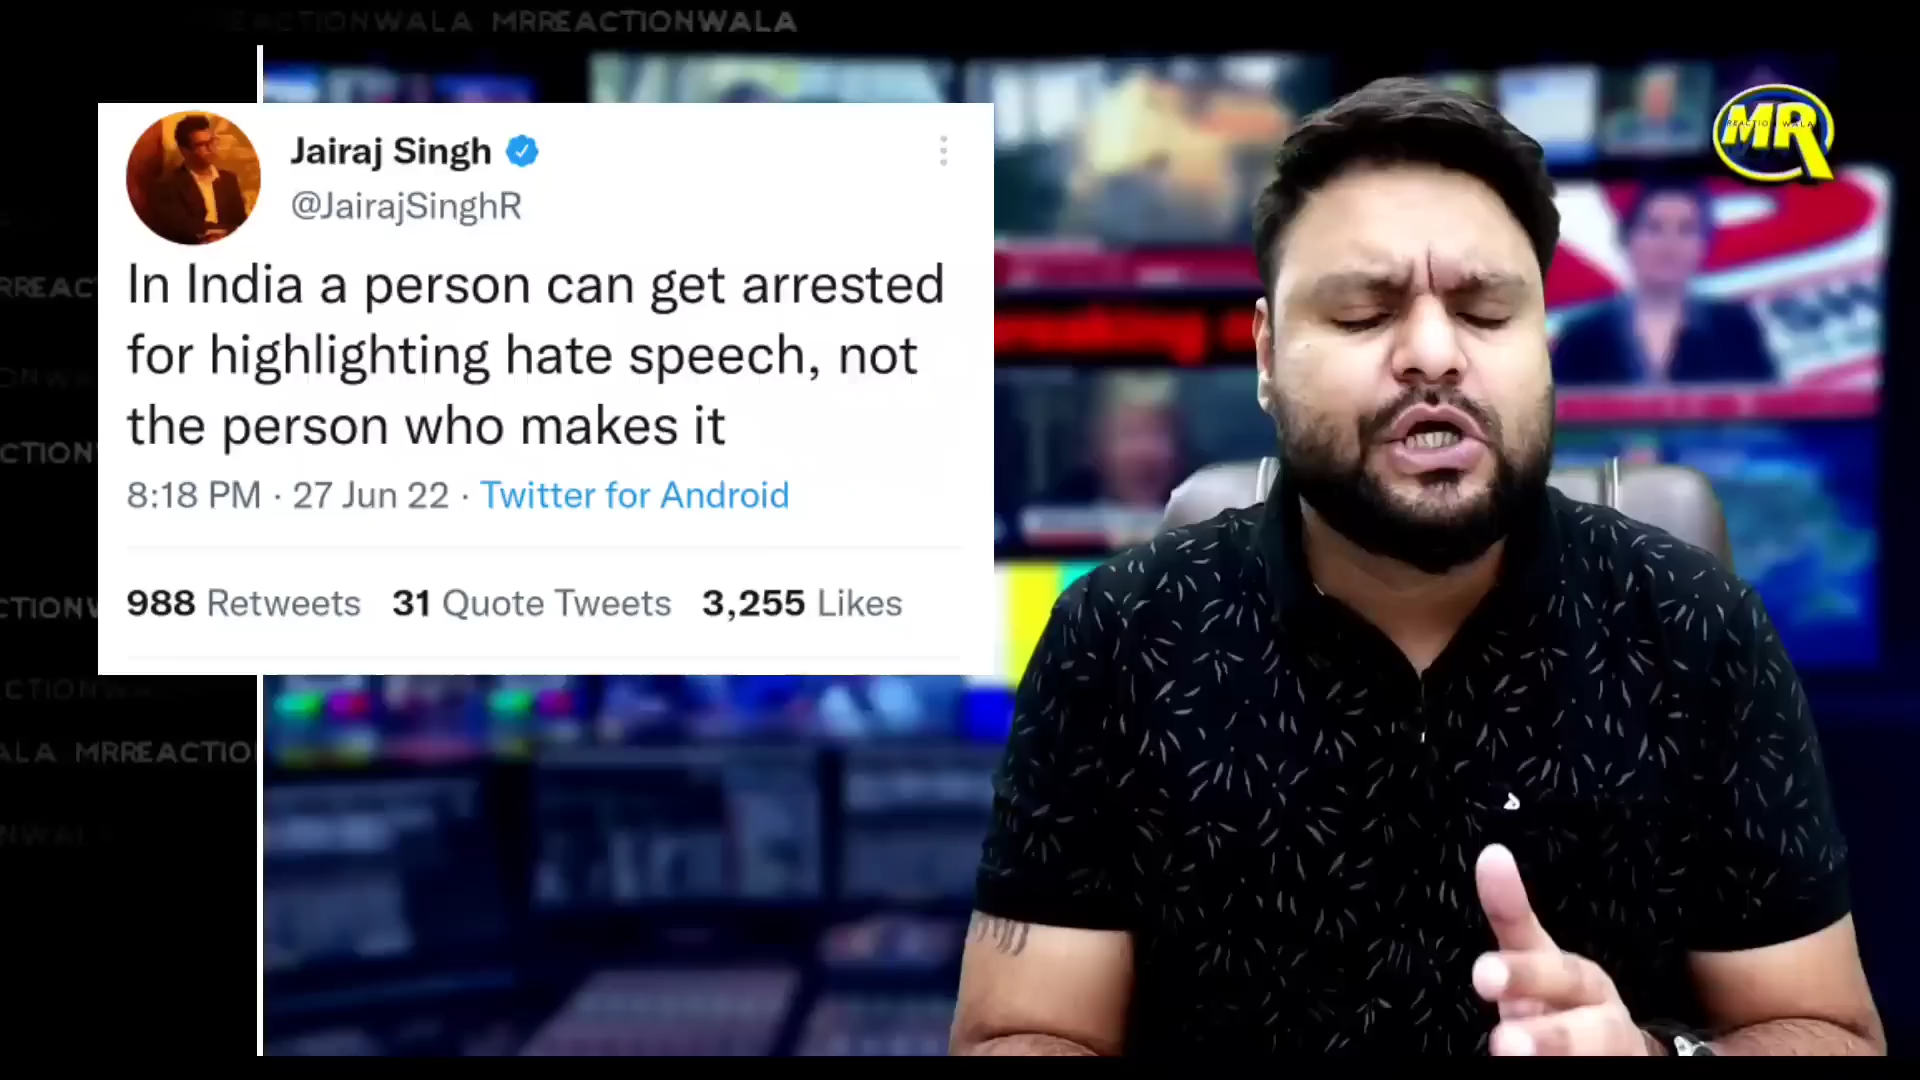 MRREACTIONWALA
MR
REACTION WALA
Jairaj Singh
@JairajSinghR
In India a person can get arrested
for highlighting hate speech, not
the person who makes it
8:18 PM · 27 Jun 22 · Twitter for Android
988 Retweets 31 Quote Tweets 3,255 Likes